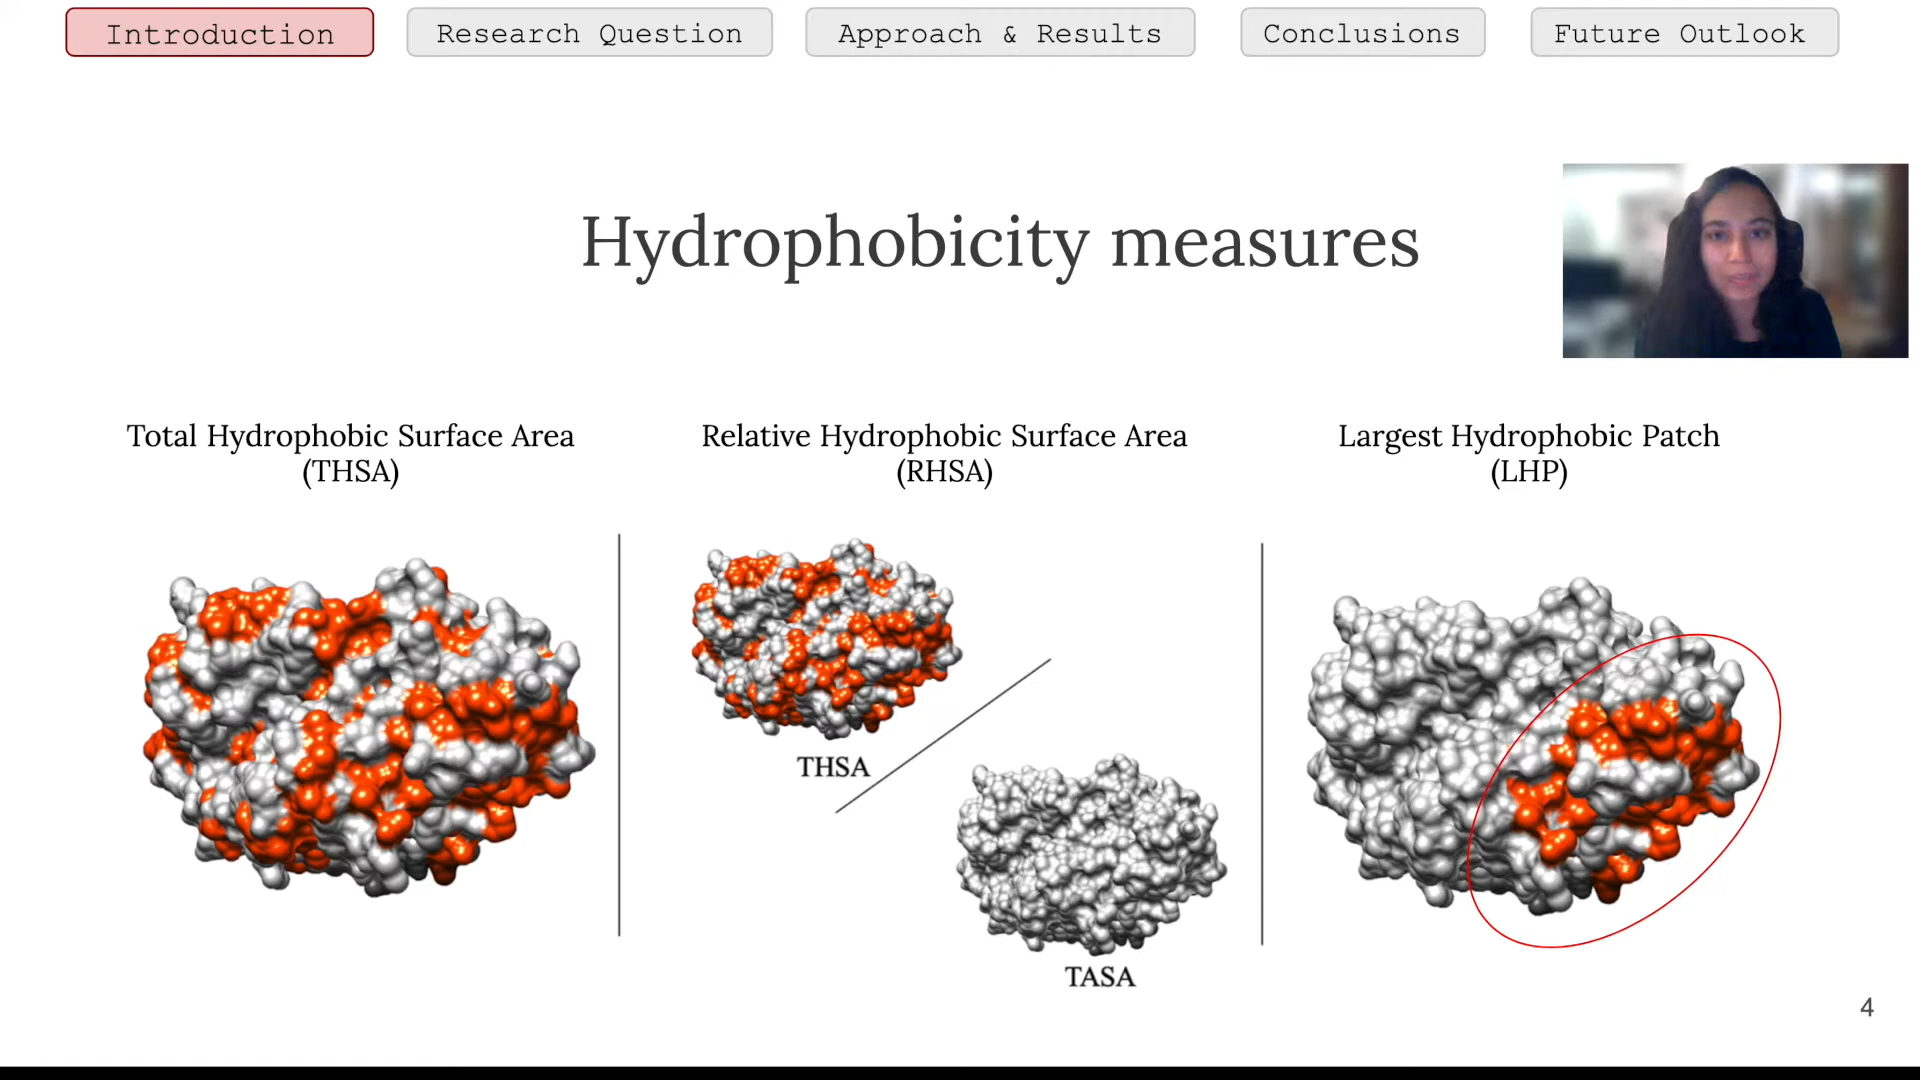 Introduction
Research Question
Approach & Results
Conclusions
Future Outlook
Hydrophobicity measures
Total Hydrophobic Surface Area
(THSA)
Relative Hydrophobic Surface Area
(RHSA)
Largest Hydrophobic Patch
(LHP)
THSA
TASA
4